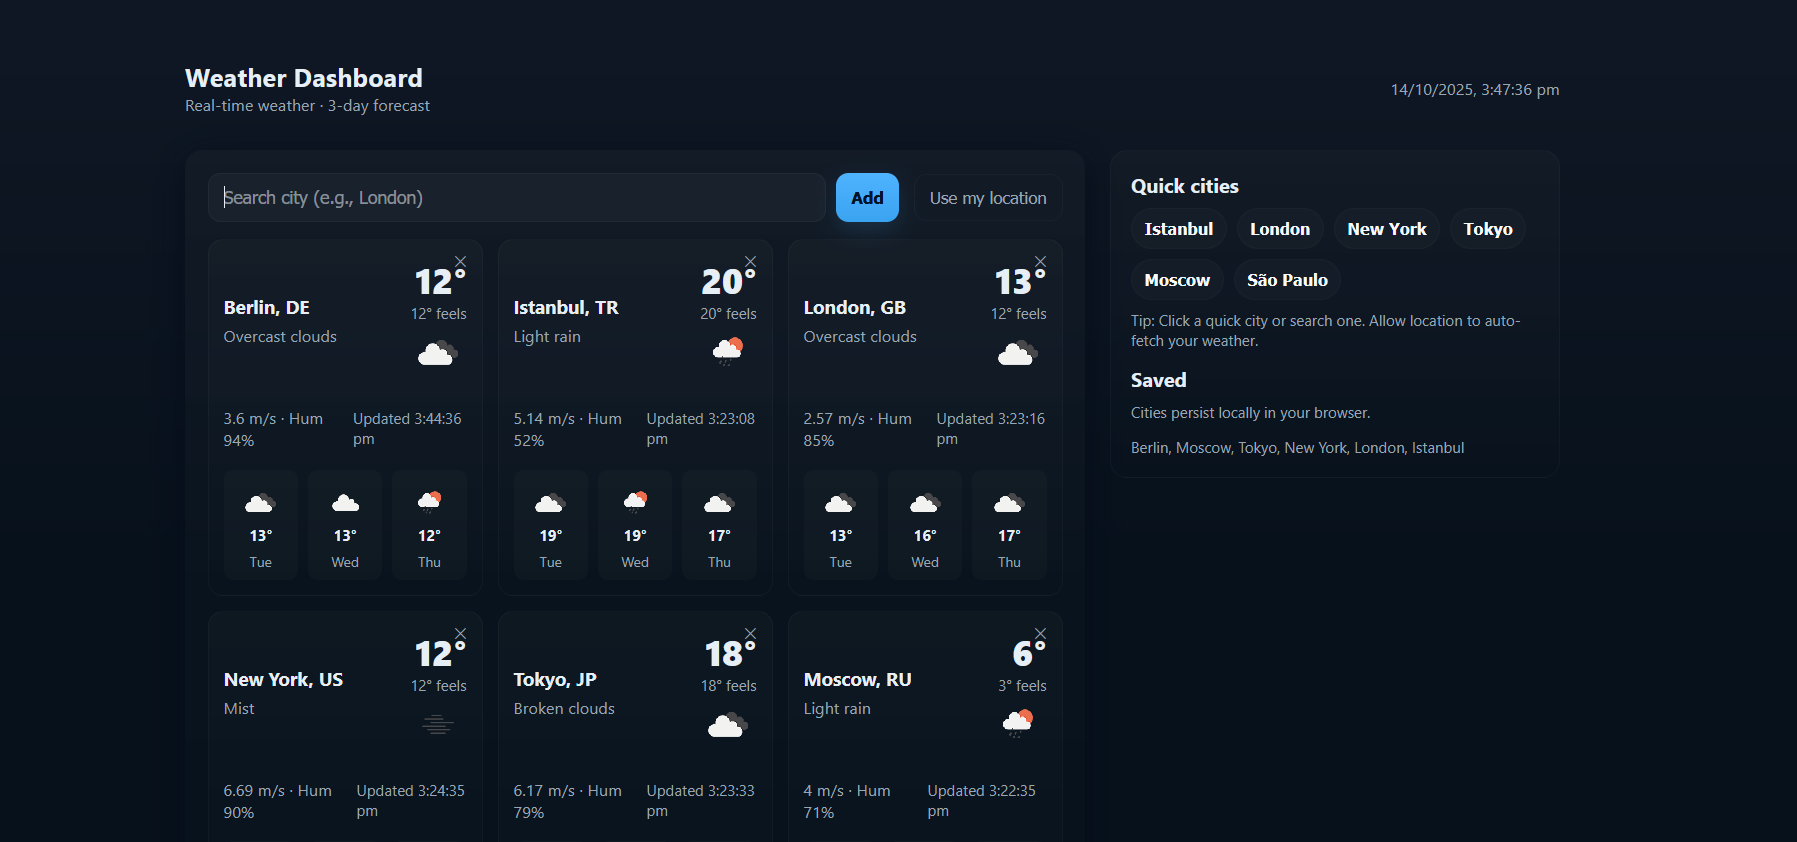 Weather Dashboard
Real-time weather · 3-day forecast
14/10/2025, 3:47:36 pm
Search city (e.g., London)
Add
Use my location
Berlin, DE
Overcast clouds
×
12°
12° feels
3.6 m/s · Hum
94%
Updated 3:44:36
pm
13°
Tue
13°
Wed
12°
Thu
Istanbul, TR
Light rain
×
20°
20° feels
5.14 m/s · Hum
52%
Updated 3:23:08
pm
19°
Tue
19°
Wed
17°
Thu
London, GB
Overcast clouds
×
13°
12° feels
2.57 m/s · Hum
85%
Updated 3:23:16
pm
13°
Tue
16°
Wed
17°
Thu
New York, US
Mist
×
12°
12° feels
6.69 m/s · Hum
90%
Updated 3:24:35
pm
Tokyo, JP
Broken clouds
×
18°
18° feels
6.17 m/s · Hum
79%
Updated 3:23:33
pm
Moscow, RU
Light rain
×
6°
3° feels
4 m/s · Hum
71%
Updated 3:22:35
pm
Quick cities
Istanbul
London
New York
Tokyo
Moscow
São Paulo
Tip: Click a quick city or search one. Allow location to auto-
fetch your weather.
Saved
Cities persist locally in your browser.
Berlin, Moscow, Tokyo, New York, London, Istanbul